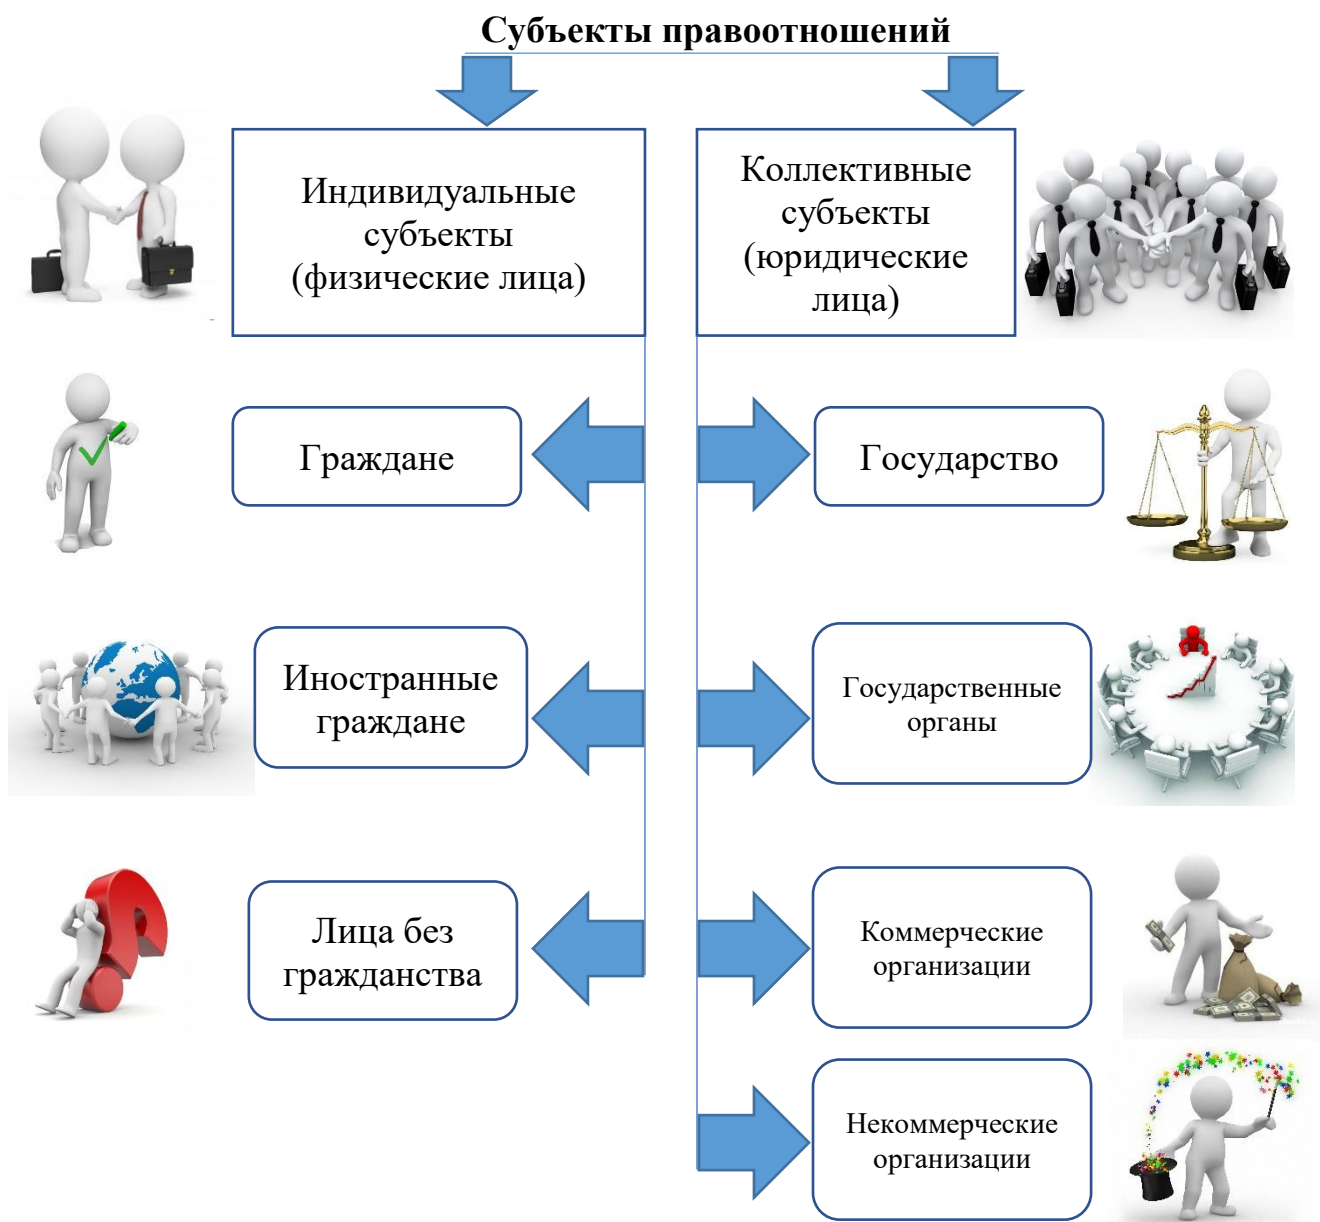 Субъекты правоотношений
Индивидуальные
субъекты
(физические лица)
Коллективные
субъекты
(юридические
лица)
Граждане
Государство
Иностранные
граждане
Государственные
органы
Лица без
гражданства
Коммерческие
организации
Некоммерческие
организации